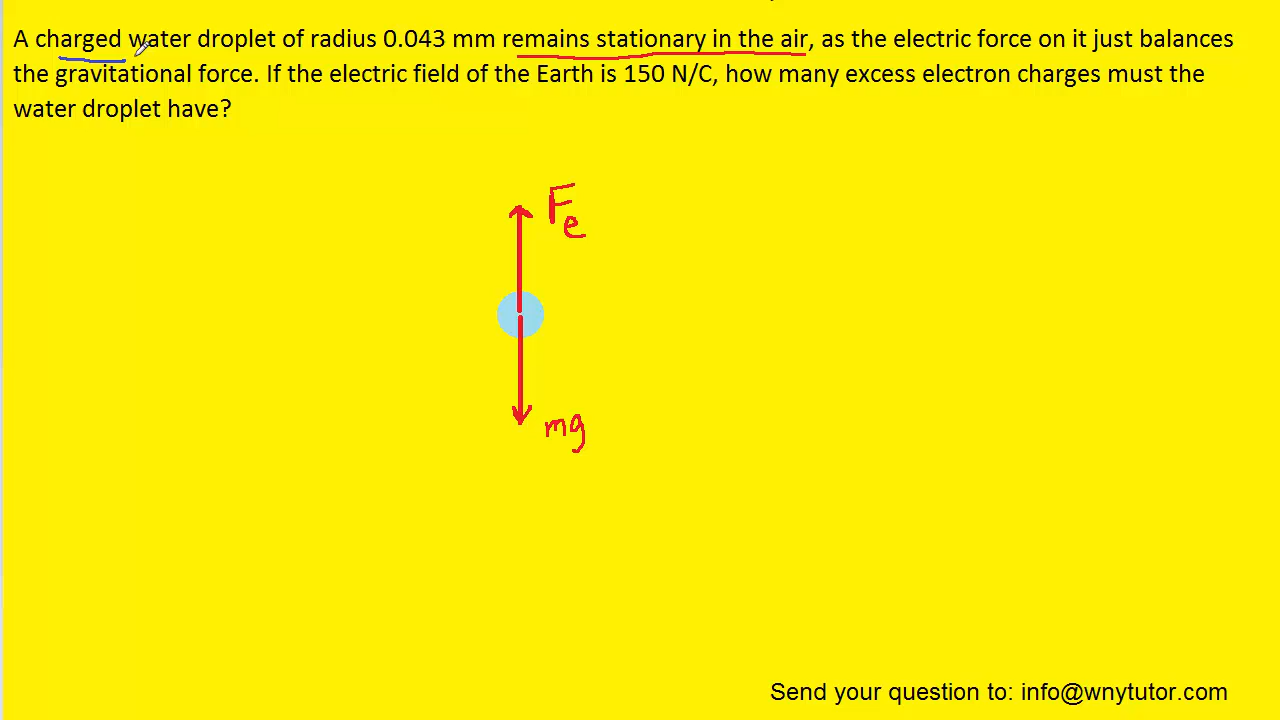 A charged water droplet of radius 0.043 mm remains stationary in the air, as the electric force on it just balances
the gravitational force. If the electric field of the Earth is 150 N/C, how many excess electron charges must the
water droplet have?
Fe
mg
Send your question to: info@wnytutor.com